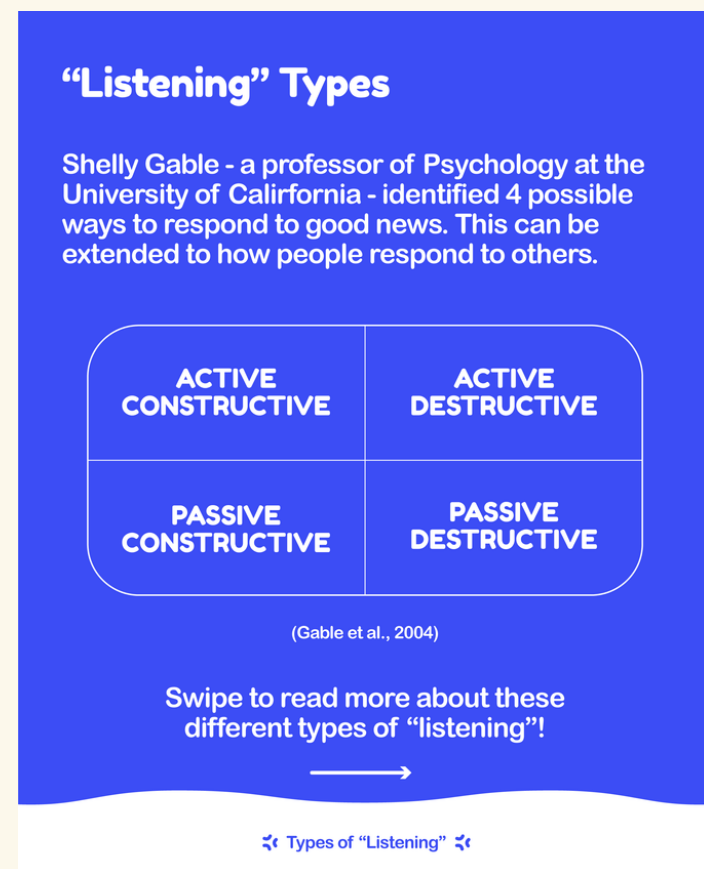 “Listening” Types
Shelly Gable - a professor of Psychology at the
University of Calirfornia - identified 4 possible
ways to respond to good news. This can be
extended to how people respond to others.
ACTIVE
CONSTRUCTIVE
ACTIVE
DESTRUCTIVE
PASSIVE
CONSTRUCTIVE
PASSIVE
DESTRUCTIVE
(Gable et al., 2004)
Swipe to read more about these
different types of “listening”!
Types of “Listening”